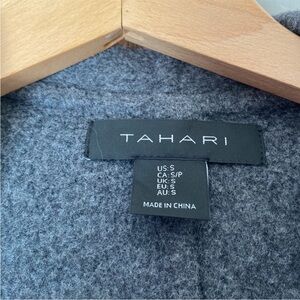 TAHARI
US: S
CA: S/P
UK: S
EU: S
AU: S
MADE IN CHINA